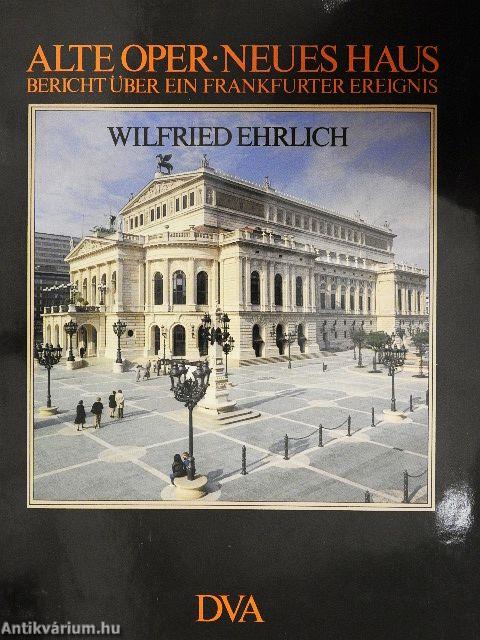 ALTE OPER · NEUES HAUS
BERICHT ÜBER EIN FRANKFURTER EREIGNIS
WILFRIED EHRLICH
DVA
Antikvárium.hu